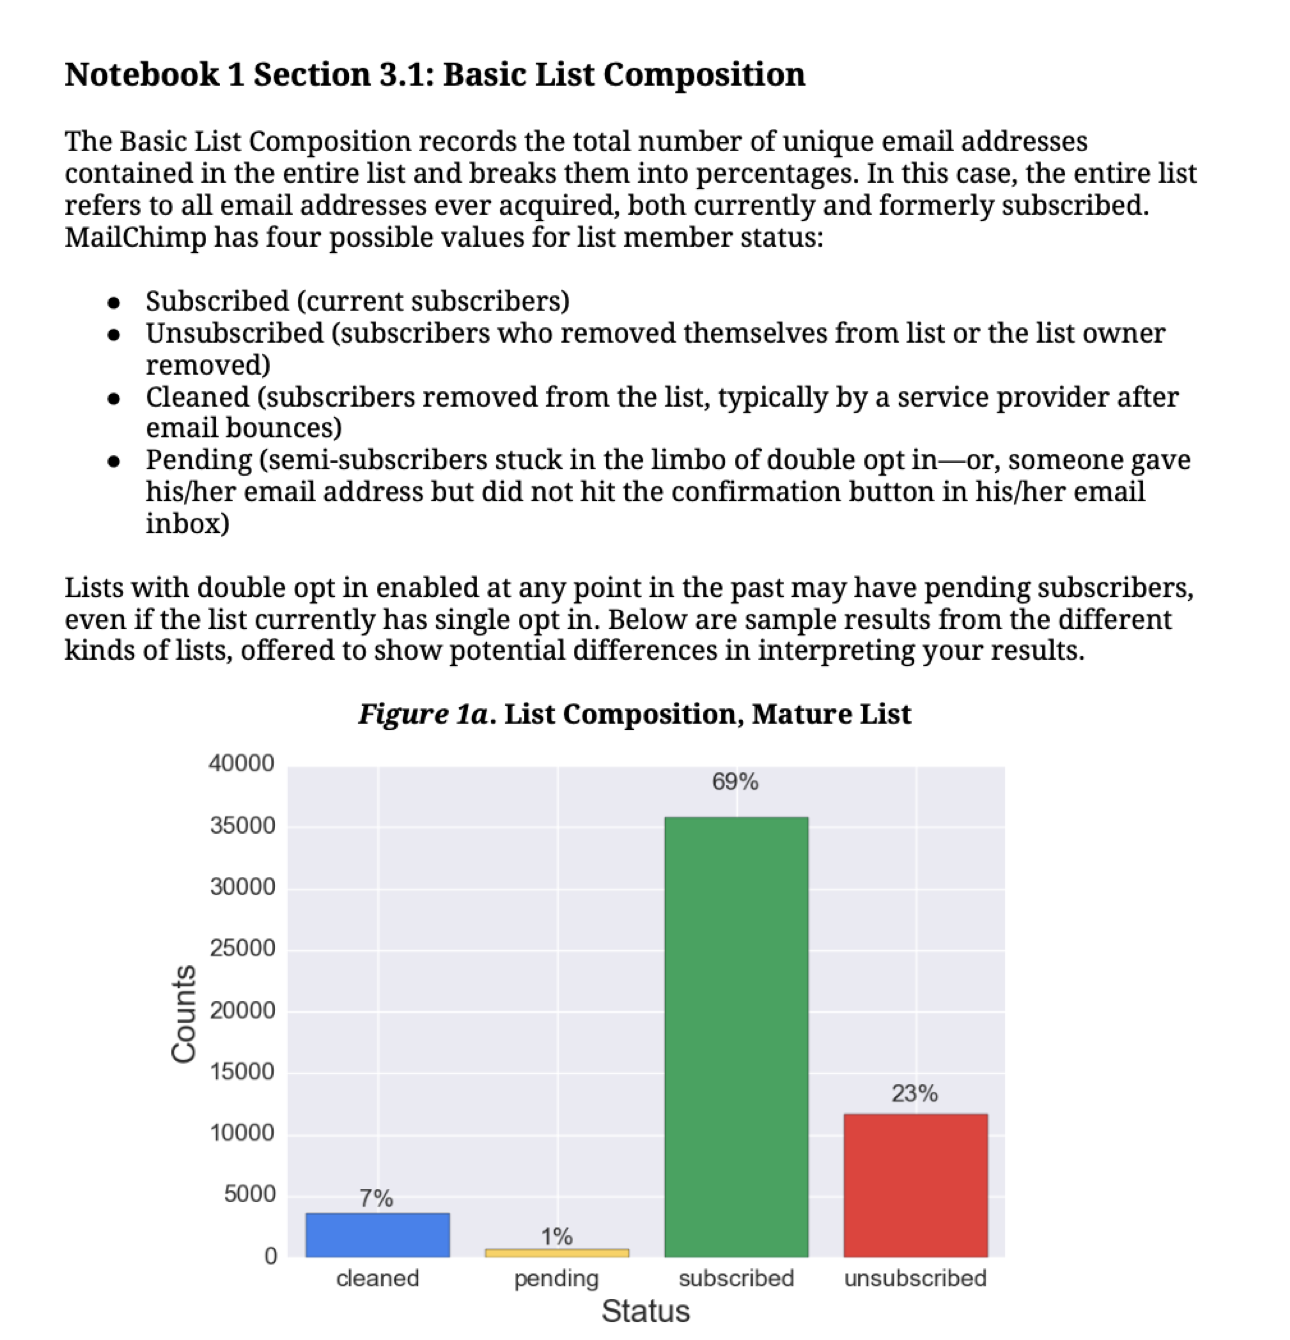 Notebook 1 Section 3.1: Basic List Composition
The Basic List Composition records the total number of unique email addresses
contained in the entire list and breaks them into percentages. In this case, the entire list
refers to all email addresses ever acquired, both currently and formerly subscribed.
MailChimp has four possible values for list member status:
● Subscribed (current subscribers)
● Unsubscribed (subscribers who removed themselves from list or the list owner
removed)
● Cleaned (subscribers removed from the list, typically by a service provider after
email bounces)
● Pending (semi-subscribers stuck in the limbo of double opt in—or, someone gave
his/her email address but did not hit the confirmation button in his/her email
inbox)
Lists with double opt in enabled at any point in the past may have pending subscribers,
even if the list currently has single opt in. Below are sample results from the different
kinds of lists, offered to show potential differences in interpreting your results.
Figure 1a. List Composition, Mature List
40000
35000
30000
25000
20000
15000
10000
5000
0
Counts
7%
1%
69%
23%
cleaned pending subscribed unsubscribed
Status